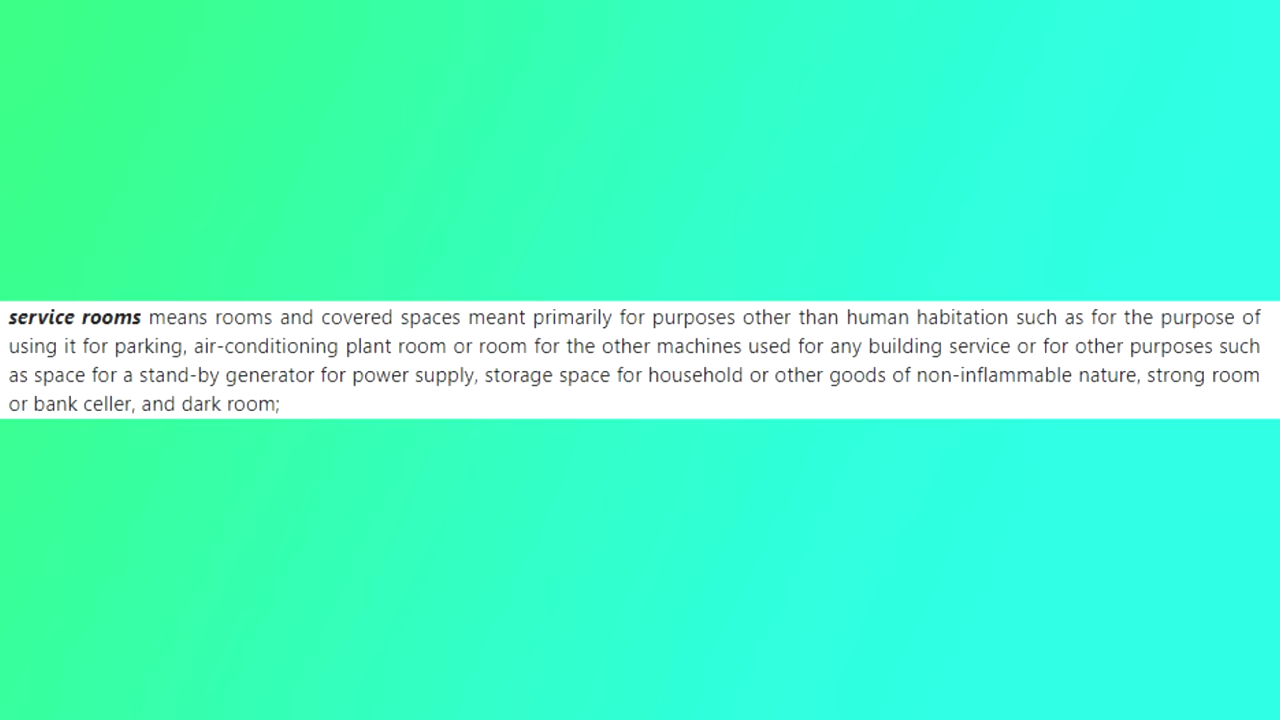 service rooms means rooms and covered spaces meant primarily for purposes other than human habitation such as for the purpose of
using it for parking, air-conditioning plant room or room for the other machines used for any building service or for other purposes such
as space for a stand-by generator for power supply, storage space for household or other goods of non-inflammable nature, strong room
or bank celler, and dark room;